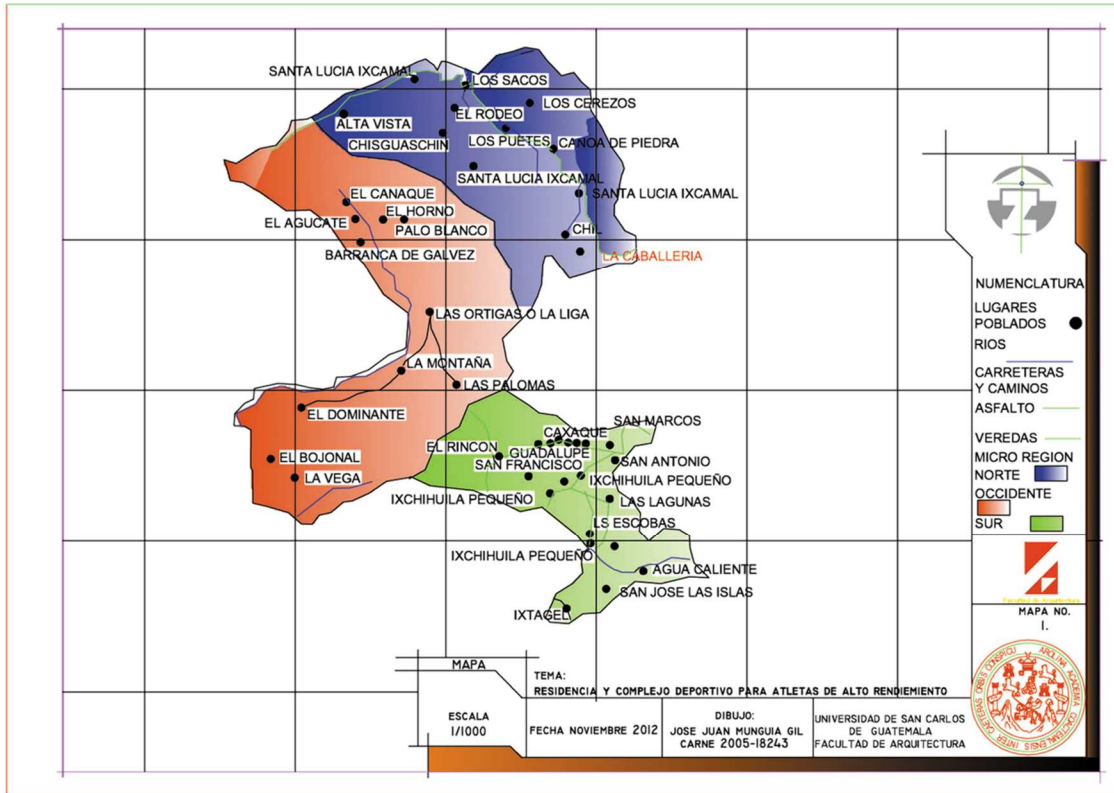 SANTA LUCIA IXCAMAL
LOS SACOS
LOS CEREZOS
EL RODEO
ALTA VISTA
LOS PUETES
CHISGUASCHIN
CANOA DE PIEDRA
SANTA LUCIA IXCAMAL
SANTA LUCIA IXCAMAL
EL CANAQUE
EL AGUCATE
EL HORNO
PALO BLANCO
CHIL
BARRANCA DE GALVEZ
LA CABALLERIA
LAS ORTIGAS O LA LIGA
LA MONTAÑA
LAS PALOMAS
EL DOMINANTE
SAN MARCOS
CAXAQUE
EL RINCON
GUADALUPE
EL BOJONAL
SAN FRANCISCO
SAN ANTONIO
LA VEGA
IXCHIHUILA PEQUEÑO
IXCHIHUILA PEQUEÑO
LAS LAGUNAS
LS ESCOBAS
IXCHIHUILA PEQUEÑO
AGUA CALIENTE
SAN JOSE LAS ISLAS
IXTAGEL
NUMENCLATURA
LUGARES
POBLADOS
RIOS
CARRETERAS
Y CAMINOS
ASFALTO
VEREDAS
MICRO REGION
NORTE
OCCIDENTE
SUR
Facultad de Arquitectura
MAPA NO.
1.
MAPA
ESCALA
1/1000
TEMA:
RESIDENCIA Y COMPLEJO DEPORTIVO PARA ATLETAS DE ALTO RENDIEMIENTO
FECHA NOVIEMBRE 2012
DIBUJO:
JOSE JUAN MUNGUIA GIL
CARNE 2005-18243
UNIVERSIDAD DE SAN CARLOS
DE GUATEMALA
FACULTAD DE ARQUITECTURA